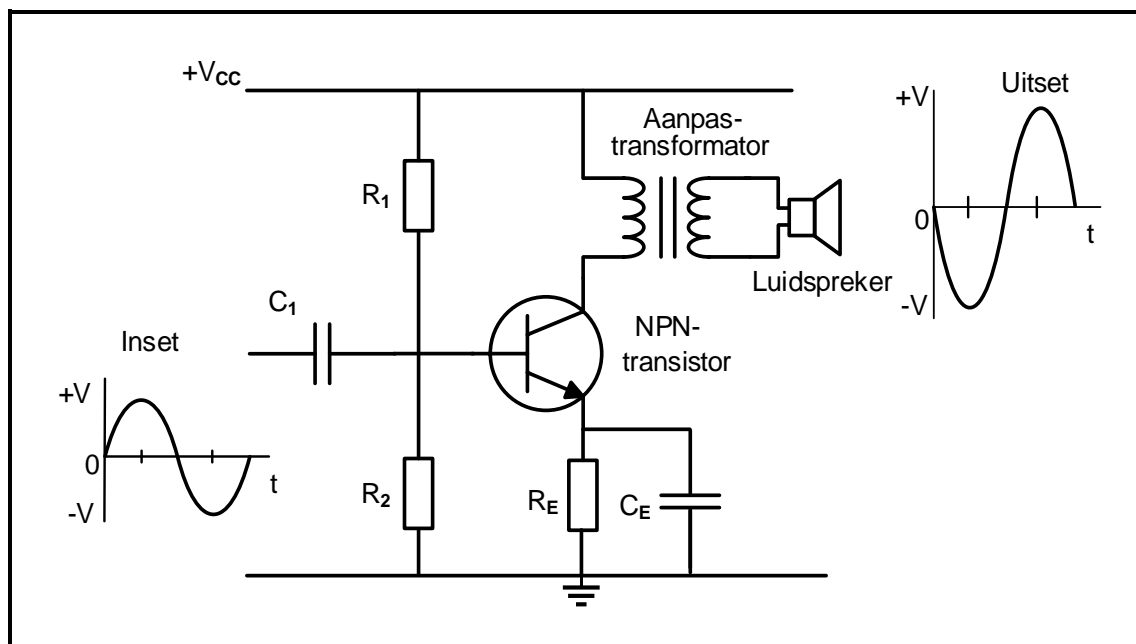 +VCC
Aanpas-
transformator
R1
Luidspreker
+V
Uitset
0
t
-V
C1
NPN-
transistor
Inset
+V
0
t
-V
R2
RE
CE